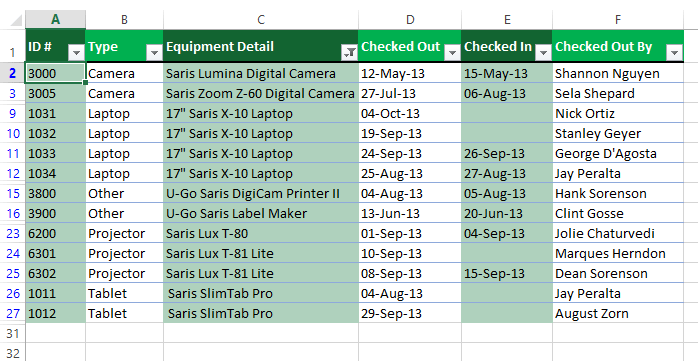 A B C D E F
1 ID # Type Equipment Detail Checked Out Checked In Checked Out By
2 3000 Camera Saris Lumina Digital Camera 12-May-13 15-May-13 Shannon Nguyen
3 3005 Camera Saris Zoom Z-60 Digital Camera 27-Jul-13 06-Aug-13 Sela Shepard
9 1031 Laptop 17" Saris X-10 Laptop 04-Oct-13 Nick Ortiz
10 1032 Laptop 17" Saris X-10 Laptop 19-Sep-13 Stanley Geyer
11 1033 Laptop 17" Saris X-10 Laptop 24-Sep-13 26-Sep-13 George D'Agosta
12 1034 Laptop 17" Saris X-10 Laptop 25-Aug-13 27-Aug-13 Jay Peralta
15 3800 Other U-Go Saris DigiCam Printer II 04-Aug-13 05-Aug-13 Hank Sorenson
16 3900 Other U-Go Saris Label Maker 13-Jun-13 20-Jun-13 Clint Gosse
23 6200 Projector Saris Lux T-80 01-Sep-13 04-Sep-13 Jolie Chaturvedi
24 6301 Projector Saris Lux T-81 Lite 10-Sep-13 Marques Herndon
25 6302 Projector Saris Lux T-81 Lite 08-Sep-13 15-Sep-13 Dean Sorenson
26 1011 Tablet Saris SlimTab Pro 04-Aug-13 Jay Peralta
27 1012 Tablet Saris SlimTab Pro 29-Sep-13 August Zorn
31
32